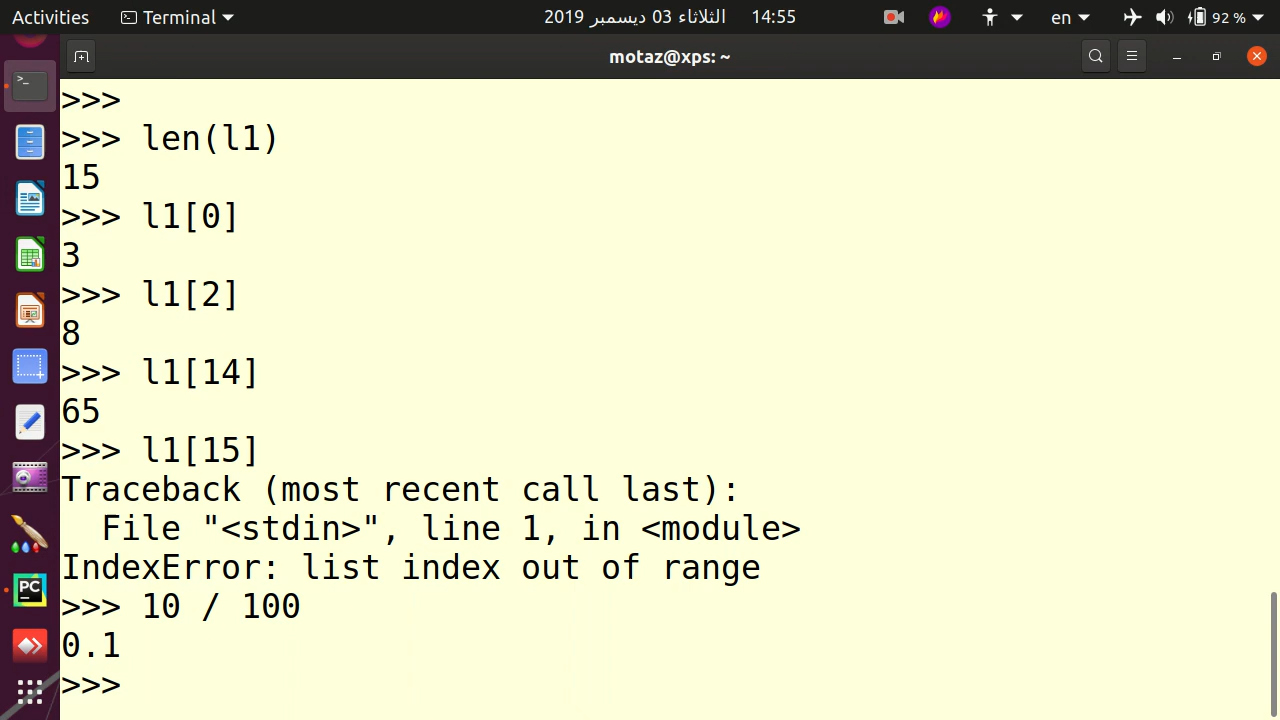 Activities Terminal الثلاثاء 03 ديسمبر 2019 14:55 en 92 %
motaz@xps: ~
>>>
>>> len(l1)
15
>>> l1[0]
3
>>> l1[2]
8
>>> l1[14]
65
>>> l1[15]
Traceback (most recent call last):
  File "<stdin>", line 1, in <module>
IndexError: list index out of range
>>> 10 / 100
0.1
>>>
PC